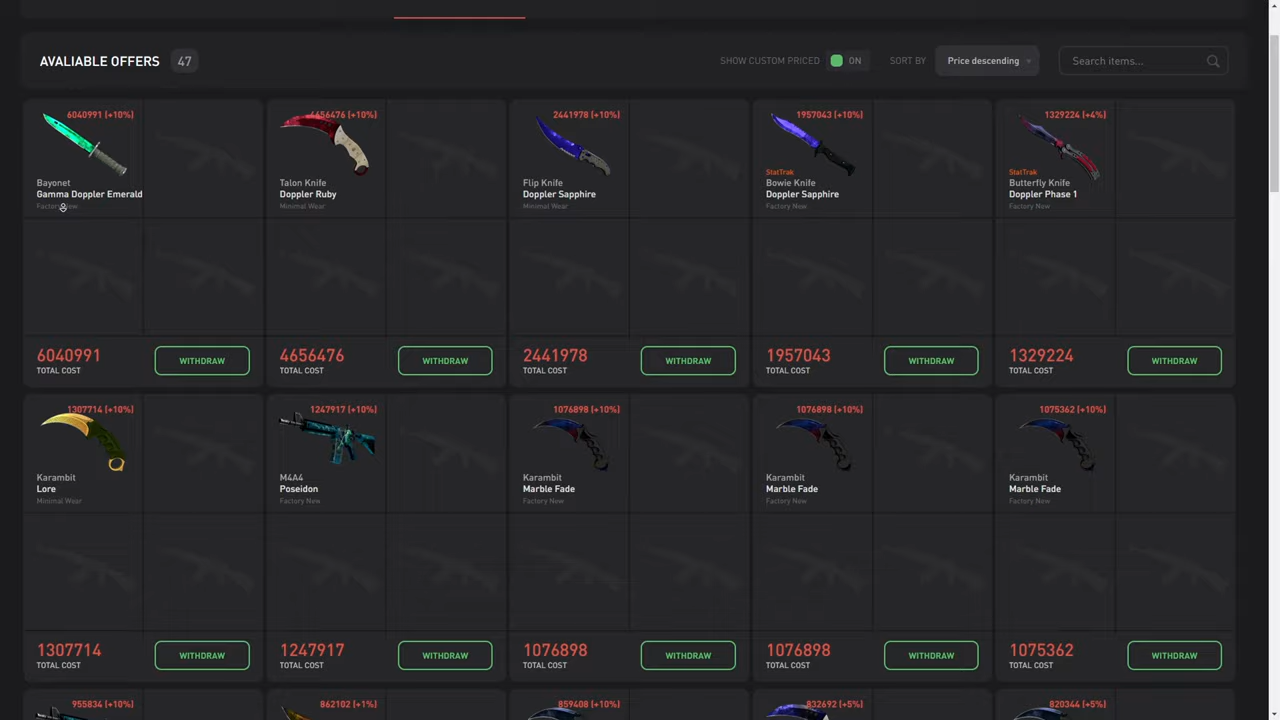 AVALIABLE OFFERS 47
SHOW CUSTOM PRICED ON SORT BY Price descending Search items...
6040991 (+10%)
Bayonet
Gamma Doppler Emerald
Factory New
6040991
TOTAL COST
WITHDRAW
4656476 (+10%)
Talon Knife
Doppler Ruby
Minimal Wear
4656476
TOTAL COST
WITHDRAW
2441978 (+10%)
Flip Knife
Doppler Sapphire
Minimal Wear
2441978
TOTAL COST
WITHDRAW
1957043 (+10%)
StatTrak
Bowie Knife
Doppler Sapphire
Factory New
1957043
TOTAL COST
WITHDRAW
1329224 (+4%)
StatTrak
Butterfly Knife
Doppler Phase 1
Factory New
1329224
TOTAL COST
WITHDRAW
1307714 (+10%)
Karambit
Lore
Minimal Wear
1307714
TOTAL COST
WITHDRAW
1247917 (+10%)
M4A4
Poseidon
Factory New
1247917
TOTAL COST
WITHDRAW
1076898 (+10%)
Karambit
Marble Fade
Factory New
1076898
TOTAL COST
WITHDRAW
1076898 (+10%)
Karambit
Marble Fade
Factory New
1076898
TOTAL COST
WITHDRAW
1075362 (+10%)
Karambit
Marble Fade
Factory New
1075362
TOTAL COST
WITHDRAW
955834 (+10%)
862102 (+1%)
859408 (+10%)
832692 (+5%)
820344 (+5%)